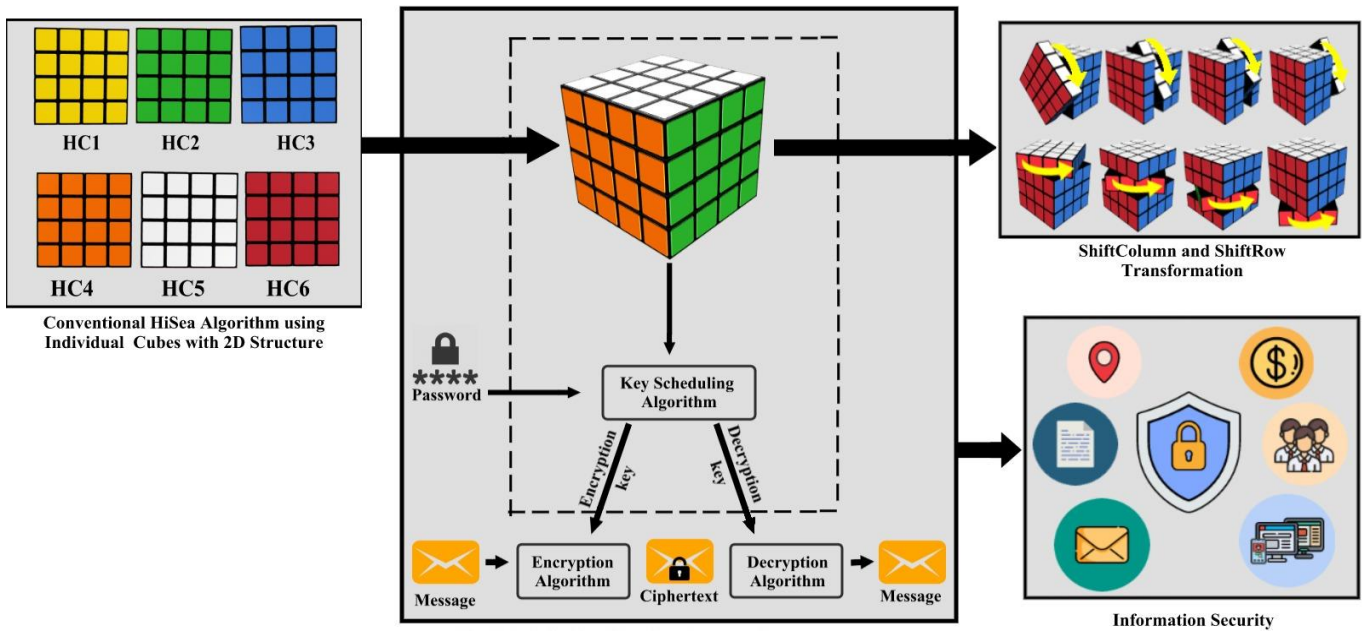 HC1
HC2
HC3
HC4
HC5
HC6
Conventional HiSea Algorithm using
Individual Cubes with 2D Structure
****
Password
Key Scheduling
Algorithm
Encryption
key
Decryption
key
Message
Encryption
Algorithm
Ciphertext
Decryption
Algorithm
Message
ShiftColumn and ShiftRow
Transformation
$
Information Security